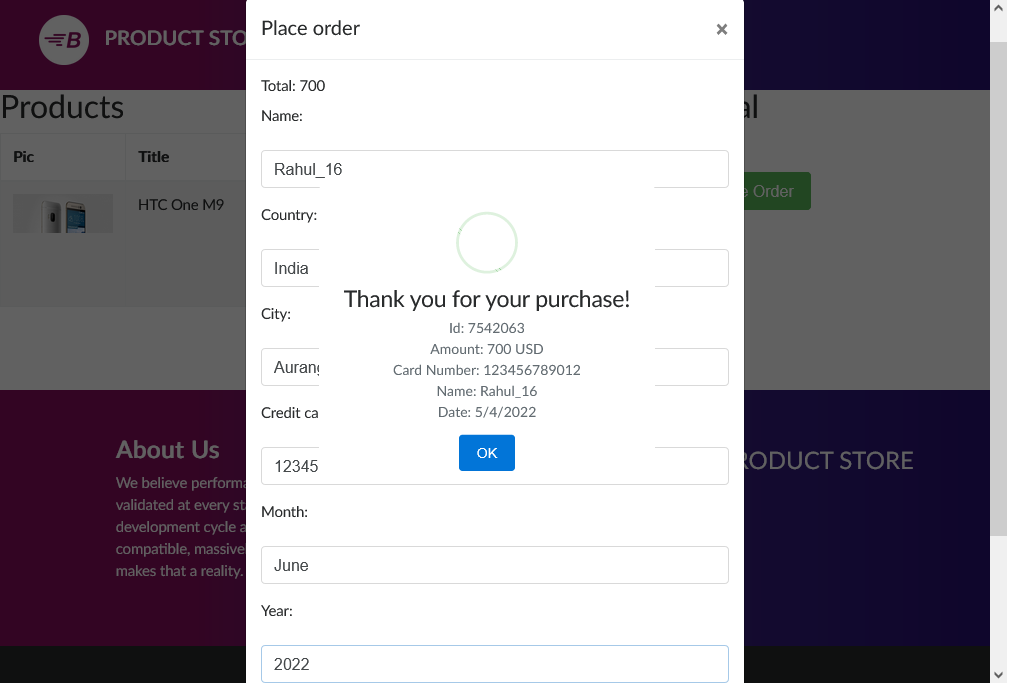 PRODUCT STO
Place order
×
Products
al
Pic
Title
HTC One M9
e Order
Total: 700
Name:
Rahul_16
Country:
India
City:
Aurang
Credit ca
12345
Month:
June
Year:
2022
Thank you for your purchase!
Id: 7542063
Amount: 700 USD
Card Number: 123456789012
Name: Rahul_16
Date: 5/4/2022
OK
About Us
We believe performa
validated at every st
development cycle a
compatible, massive
makes that a reality.
RODUCT STORE